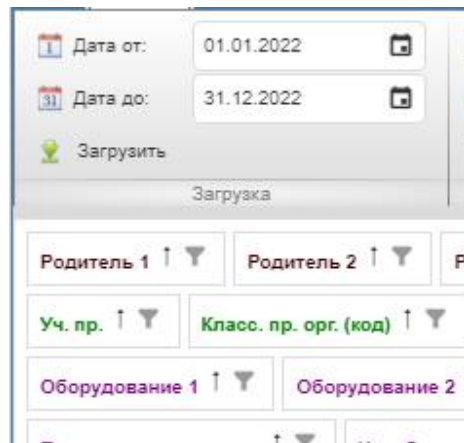 Дата от: 01.01.2022
31 Дата до: 31.12.2022
Загрузить
Загрузка
Родитель 1 Родитель 2
Уч. пр. Класс. пр. орг. (код)
Оборудование 1 Оборудование 2